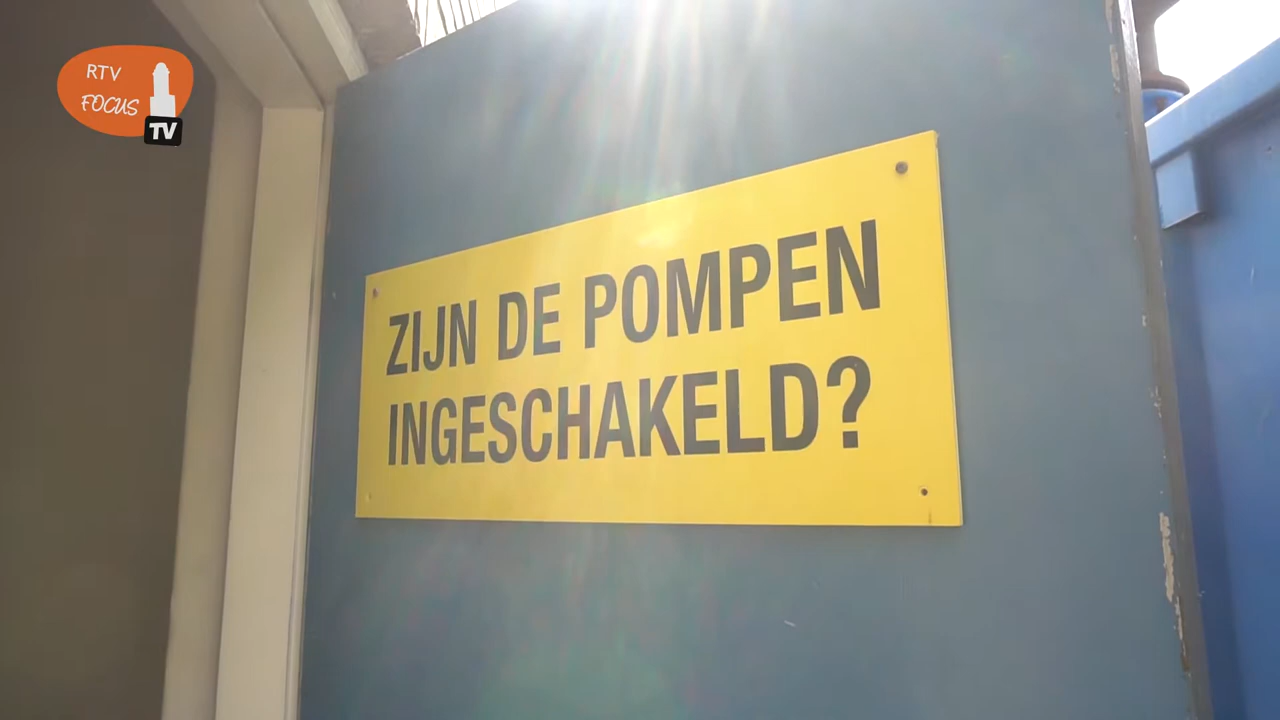 RTV
FOCUS
TV
ZIJN DE POMPEN
INGESCHAKELD?